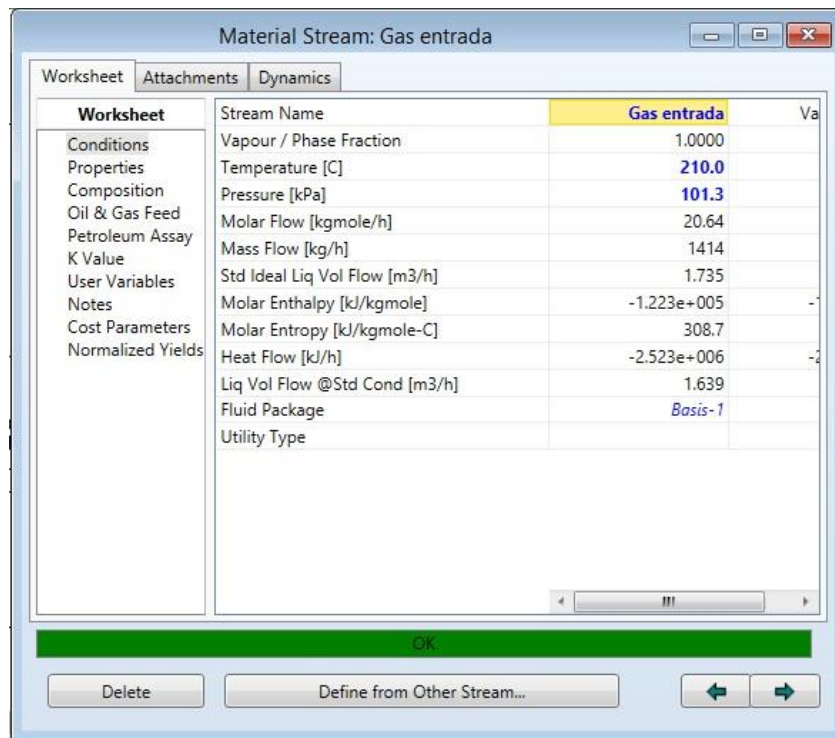 Material Stream: Gas entrada
Worksheet Attachments Dynamics
Worksheet
Conditions
Properties
Composition
Oil & Gas Feed
Petroleum Assay
K Value
User Variables
Notes
Cost Parameters
Normalized Yields
Stream Name Gas entrada Va
Vapour / Phase Fraction 1.0000
Temperature [C] 210.0
Pressure [kPa] 101.3
Molar Flow [kgmole/h] 20.64
Mass Flow [kg/h] 1414
Std Ideal Liq Vol Flow [m3/h] 1.735
Molar Enthalpy [kJ/kgmole] -1.223e+005 -1
Molar Entropy [kJ/kgmole-C] 308.7
Heat Flow [kJ/h] -2.523e+006 -2
Liq Vol Flow @Std Cond [m3/h] 1.639
Fluid Package Basis-1
Utility Type
OK
Delete Define from Other Stream...